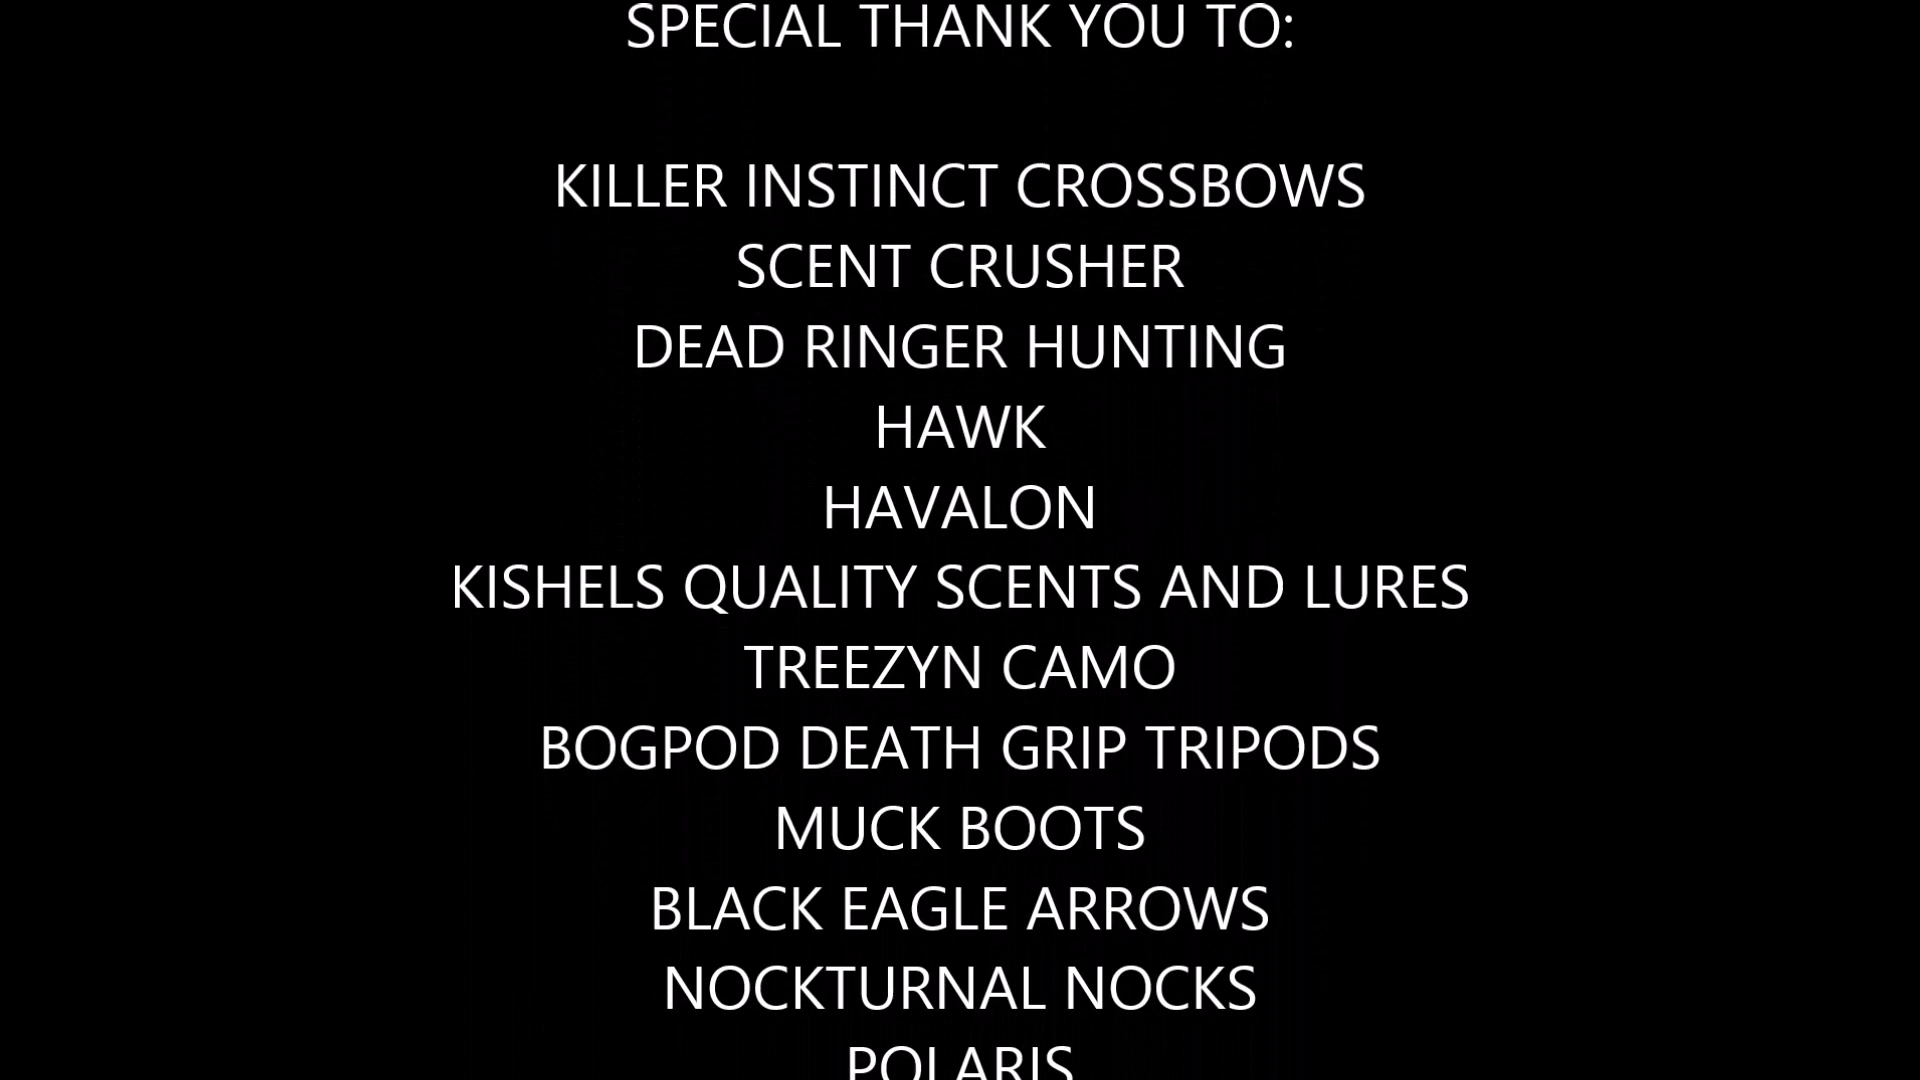 SPECIAL THANK YOU TO:
KILLER INSTINCT CROSSBOWS
SCENT CRUSHER
DEAD RINGER HUNTING
HAWK
HAVALON
KISHELS QUALITY SCENTS AND LURES
TREEZYN CAMO
BOGPOD DEATH GRIP TRIPODS
MUCK BOOTS
BLACK EAGLE ARROWS
NOCKTURNAL NOCKS
POLARIS